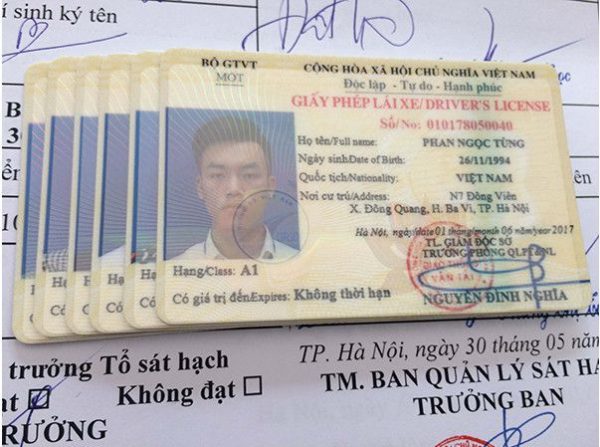 í sinh ký tên
BỘ GTVT
MOT
CỘNG HÒA XÃ HỘI CHỦ NGHĨA VIỆT NAM
Độc lập - Tự do - Hạnh phúc
GIẤY PHÉP LÁI XE/DRIVER'S LICENSE
Số/No: 010178050040
Họ tên/Full name: PHAN NGỌC TÙNG
Ngày sinh/Date of Birth: 26/11/1994
Quốc tịch/Nationality: VIỆT NAM
Nơi cư trú/Address: N7 Đông Viên
X. Đông Quang, H. Ba Vì, TP. Hà Nội
Hà Nội, ngày/date 01 tháng/month 06 năm/year 2017
TL. GIÁM ĐỐC SỞ
TRƯỞNG PHÒNG
Hạng/Class: A1
Có giá trị đến/Expires: Không thời hạn
NGUYỄN ĐÌNH NGHĨA
trưởng Tổ sát hạch
Không đạt
RƯỞNG
TP. Hà Nội, ngày 30 tháng 05 năm
TM. BAN QUẢN LÝ SÁT HẠ
TRƯỞNG BAN